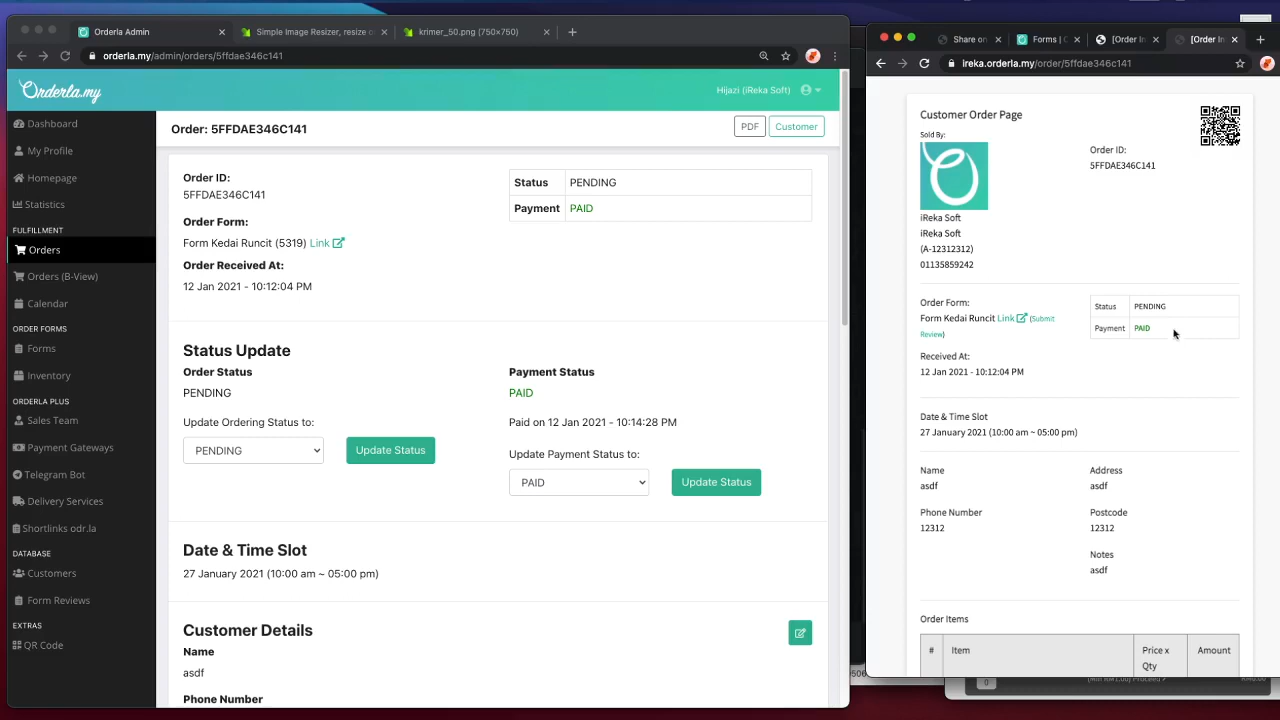 Orderla Admin
Simple Image Resizer, resize o
krimer_50.png (750×750)
orderla.my/admin/orders/5ffdae346c141
Orderla.my
Hijazi (iReka Soft)
Dashboard
My Profile
Homepage
Statistics
FULFILLMENT
Orders
Orders (B-View)
Calendar
ORDER FORMS
Forms
Inventory
ORDERLA PLUS
Sales Team
Payment Gateways
Telegram Bot
Delivery Services
Shortlinks odr.la
DATABASE
Customers
Form Reviews
EXTRAS
QR Code
Order: 5FFDAE346C141
PDF
Customer
Order ID:
5FFDAE346C141
Order Form:
Form Kedai Runcit (5319) Link
Order Received At:
12 Jan 2021 - 10:12:04 PM
Status PENDING
Payment PAID
Status Update
Order Status
PENDING
Update Ordering Status to:
PENDING
Update Status
Payment Status
PAID
Paid on 12 Jan 2021 - 10:14:28 PM
Update Payment Status to:
PAID
Update Status
Date & Time Slot
27 January 2021 (10:00 am ~ 05:00 pm)
Customer Details
Name
asdf
Phone Number
Share on
Forms | C
[Order In
[Order In
ireka.orderla.my/order/5ffdae346c141
Customer Order Page
Sold By:
iReka Soft
iReka Soft
(A-12312312)
01135859242
Order ID:
5FFDAE346C141
Order Form:
Form Kedai Runcit Link (Submit
Review)
Received At:
12 Jan 2021 - 10:12:04 PM
Status PENDING
Payment PAID
Date & Time Slot
27 January 2021 (10:00 am ~ 05:00 pm)
Name
asdf
Address
asdf
Phone Number
12312
Postcode
12312
Notes
asdf
Order Items
# Item Price x Amount
Qty
0